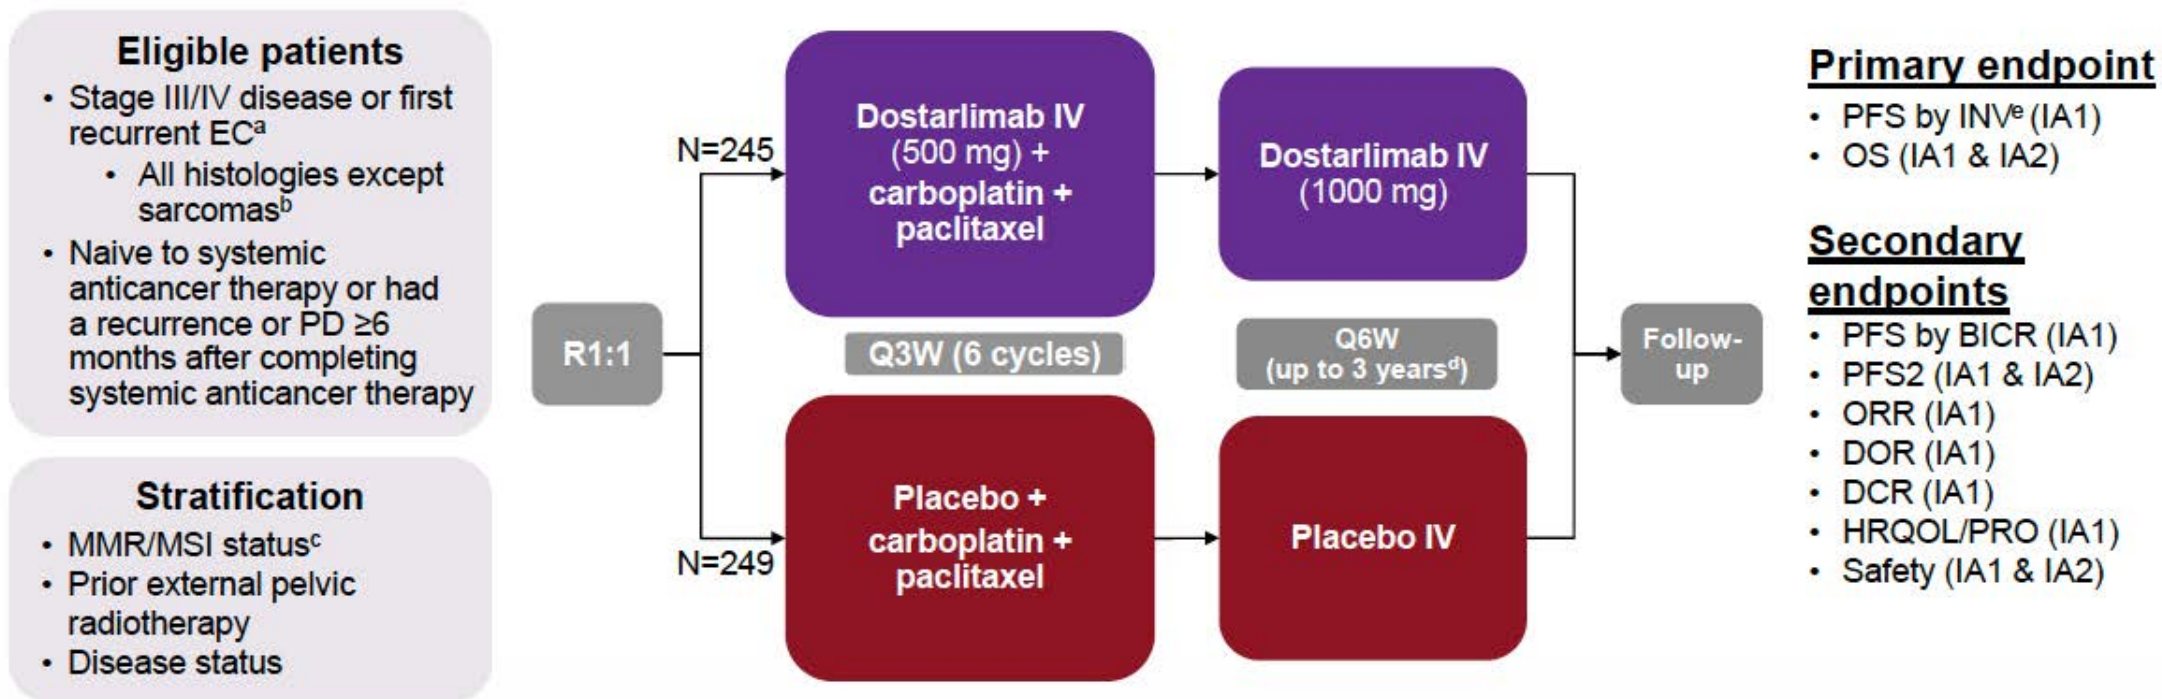 Eligible patients
• Stage III/IV disease or first
recurrent ECᵃ
• All histologies except
sarcomasᵇ
• Naive to systemic
anticancer therapy or had
a recurrence or PD ≥6
months after completing
systemic anticancer therapy
Stratification
• MMR/MSI statusᶜ
• Prior external pelvic
radiotherapy
• Disease status
R1:1
N=245
N=249
Dostarlimab IV
(500 mg) +
carboplatin +
paclitaxel
Q3W (6 cycles)
Placebo +
carboplatin +
paclitaxel
Dostarlimab IV
(1000 mg)
Q6W
(up to 3 yearsᵈ)
Placebo IV
Follow-
up
Primary endpoint
• PFS by INVᵉ (IA1)
• OS (IA1 & IA2)
Secondary
endpoints
• PFS by BICR (IA1)
• PFS2 (IA1 & IA2)
• ORR (IA1)
• DOR (IA1)
• DCR (IA1)
• HRQOL/PRO (IA1)
• Safety (IA1 & IA2)